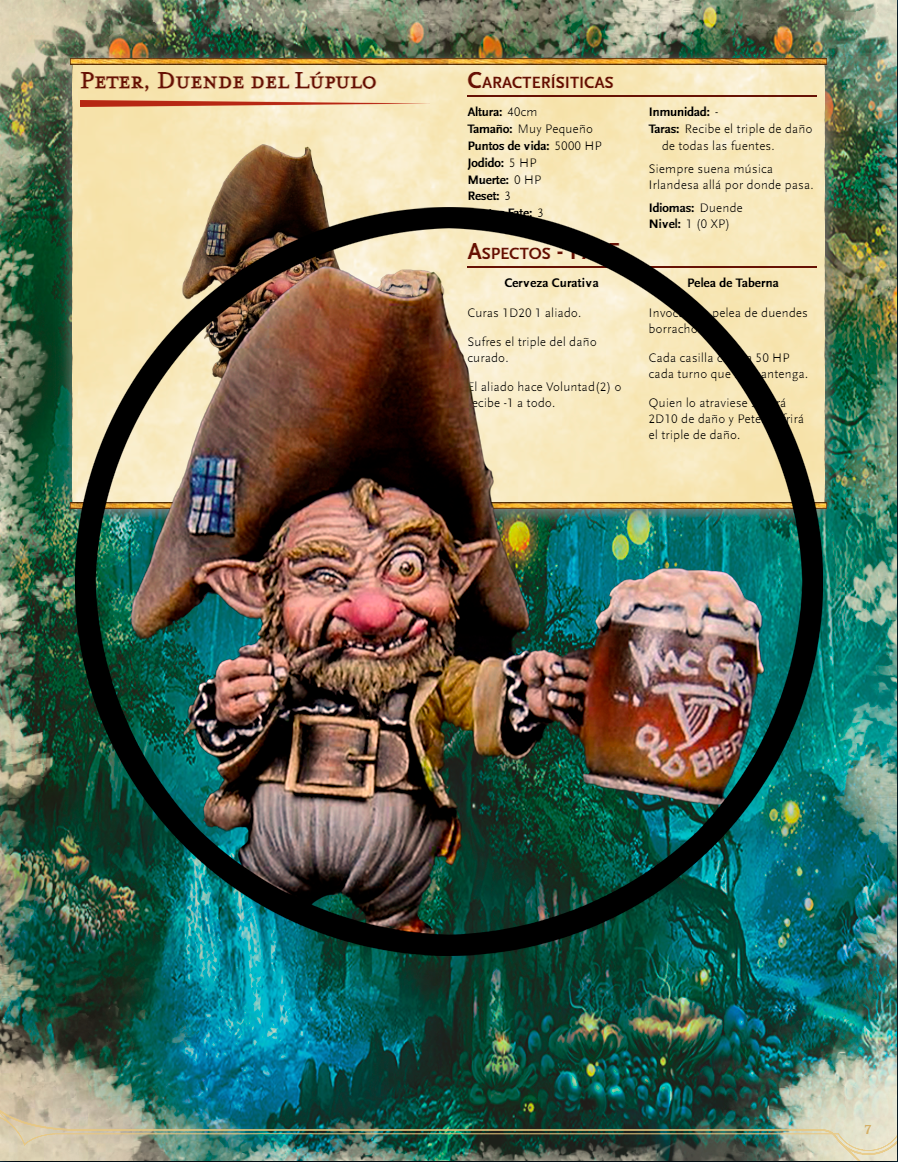 Peter, Duende del Lúpulo
Caracterísiticas
Altura: 40cm
Tamaño: Muy Pequeño
Puntos de vida: 5000 HP
Jodido: 5 HP
Muerte: 0 HP
Reset: 3
3
Inmunidad: -
Taras: Recibe el triple de daño
de todas las fuentes.
Siempre suena música
Irlandesa allá por donde pasa.
Idiomas: Duende
Nivel: 1 (0 XP)
Aspectos -
Cerveza Curativa
Curas 1D20 1 aliado.
Sufres el triple del daño
curado.
El aliado hace Voluntad(2) o
recibe -1 a todo.
Pelea de Taberna
pelea de duendes
Cada casilla 50 HP
cada turno que
Quien lo atraviese
2D10 de daño y
el triple de daño.
Mac
Old Beer
7